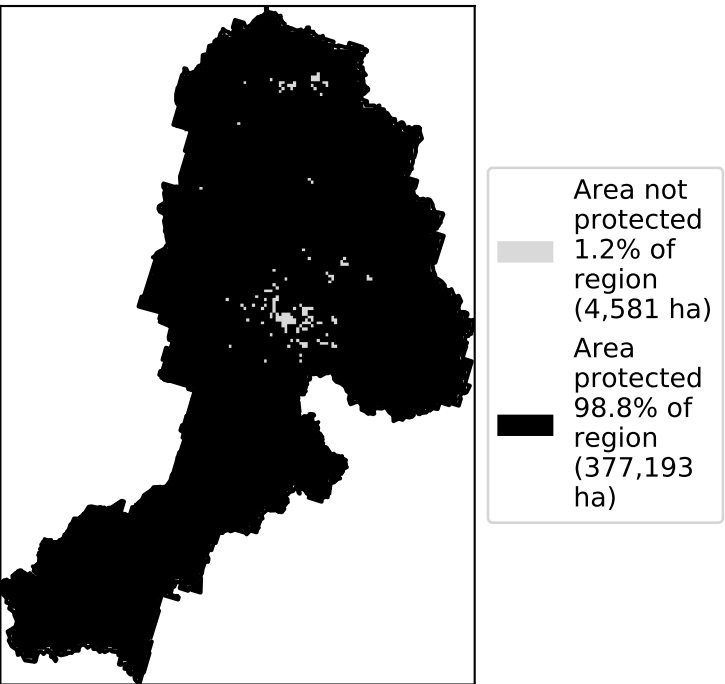 Area not
protected
1.2% of
region
(4,581 ha)
Area
protected
98.8% of
region
(377,193
ha)